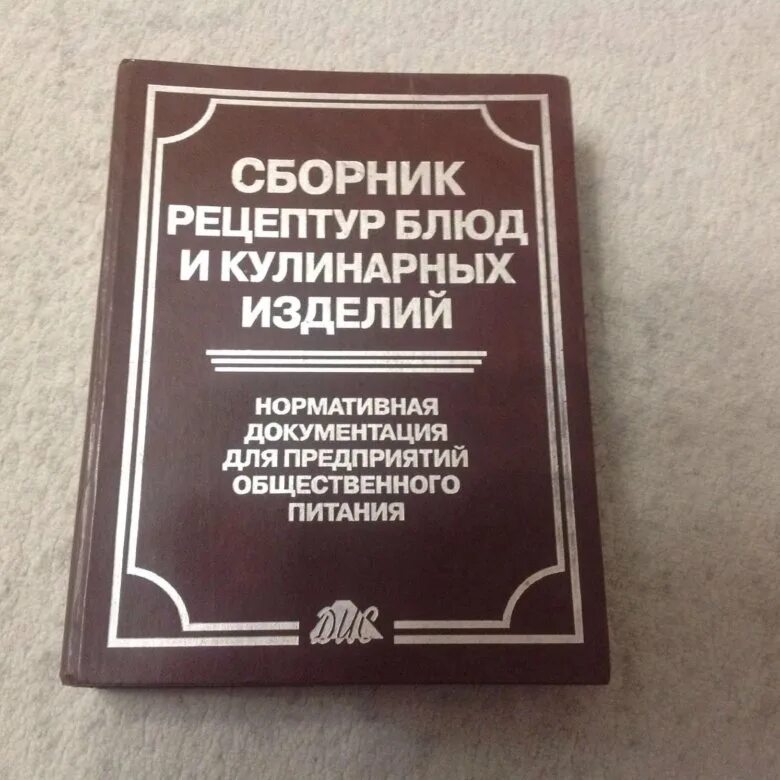 СБОРНИК
РЕЦЕПТУР БЛЮД
И КУЛИНАРНЫХ
ИЗДЕЛИЙ
НОРМАТИВНАЯ
ДОКУМЕНТАЦИЯ
ДЛЯ ПРЕДПРИЯТИЙ
ОБЩЕСТВЕННОГО
ПИТАНИЯ
ДИС